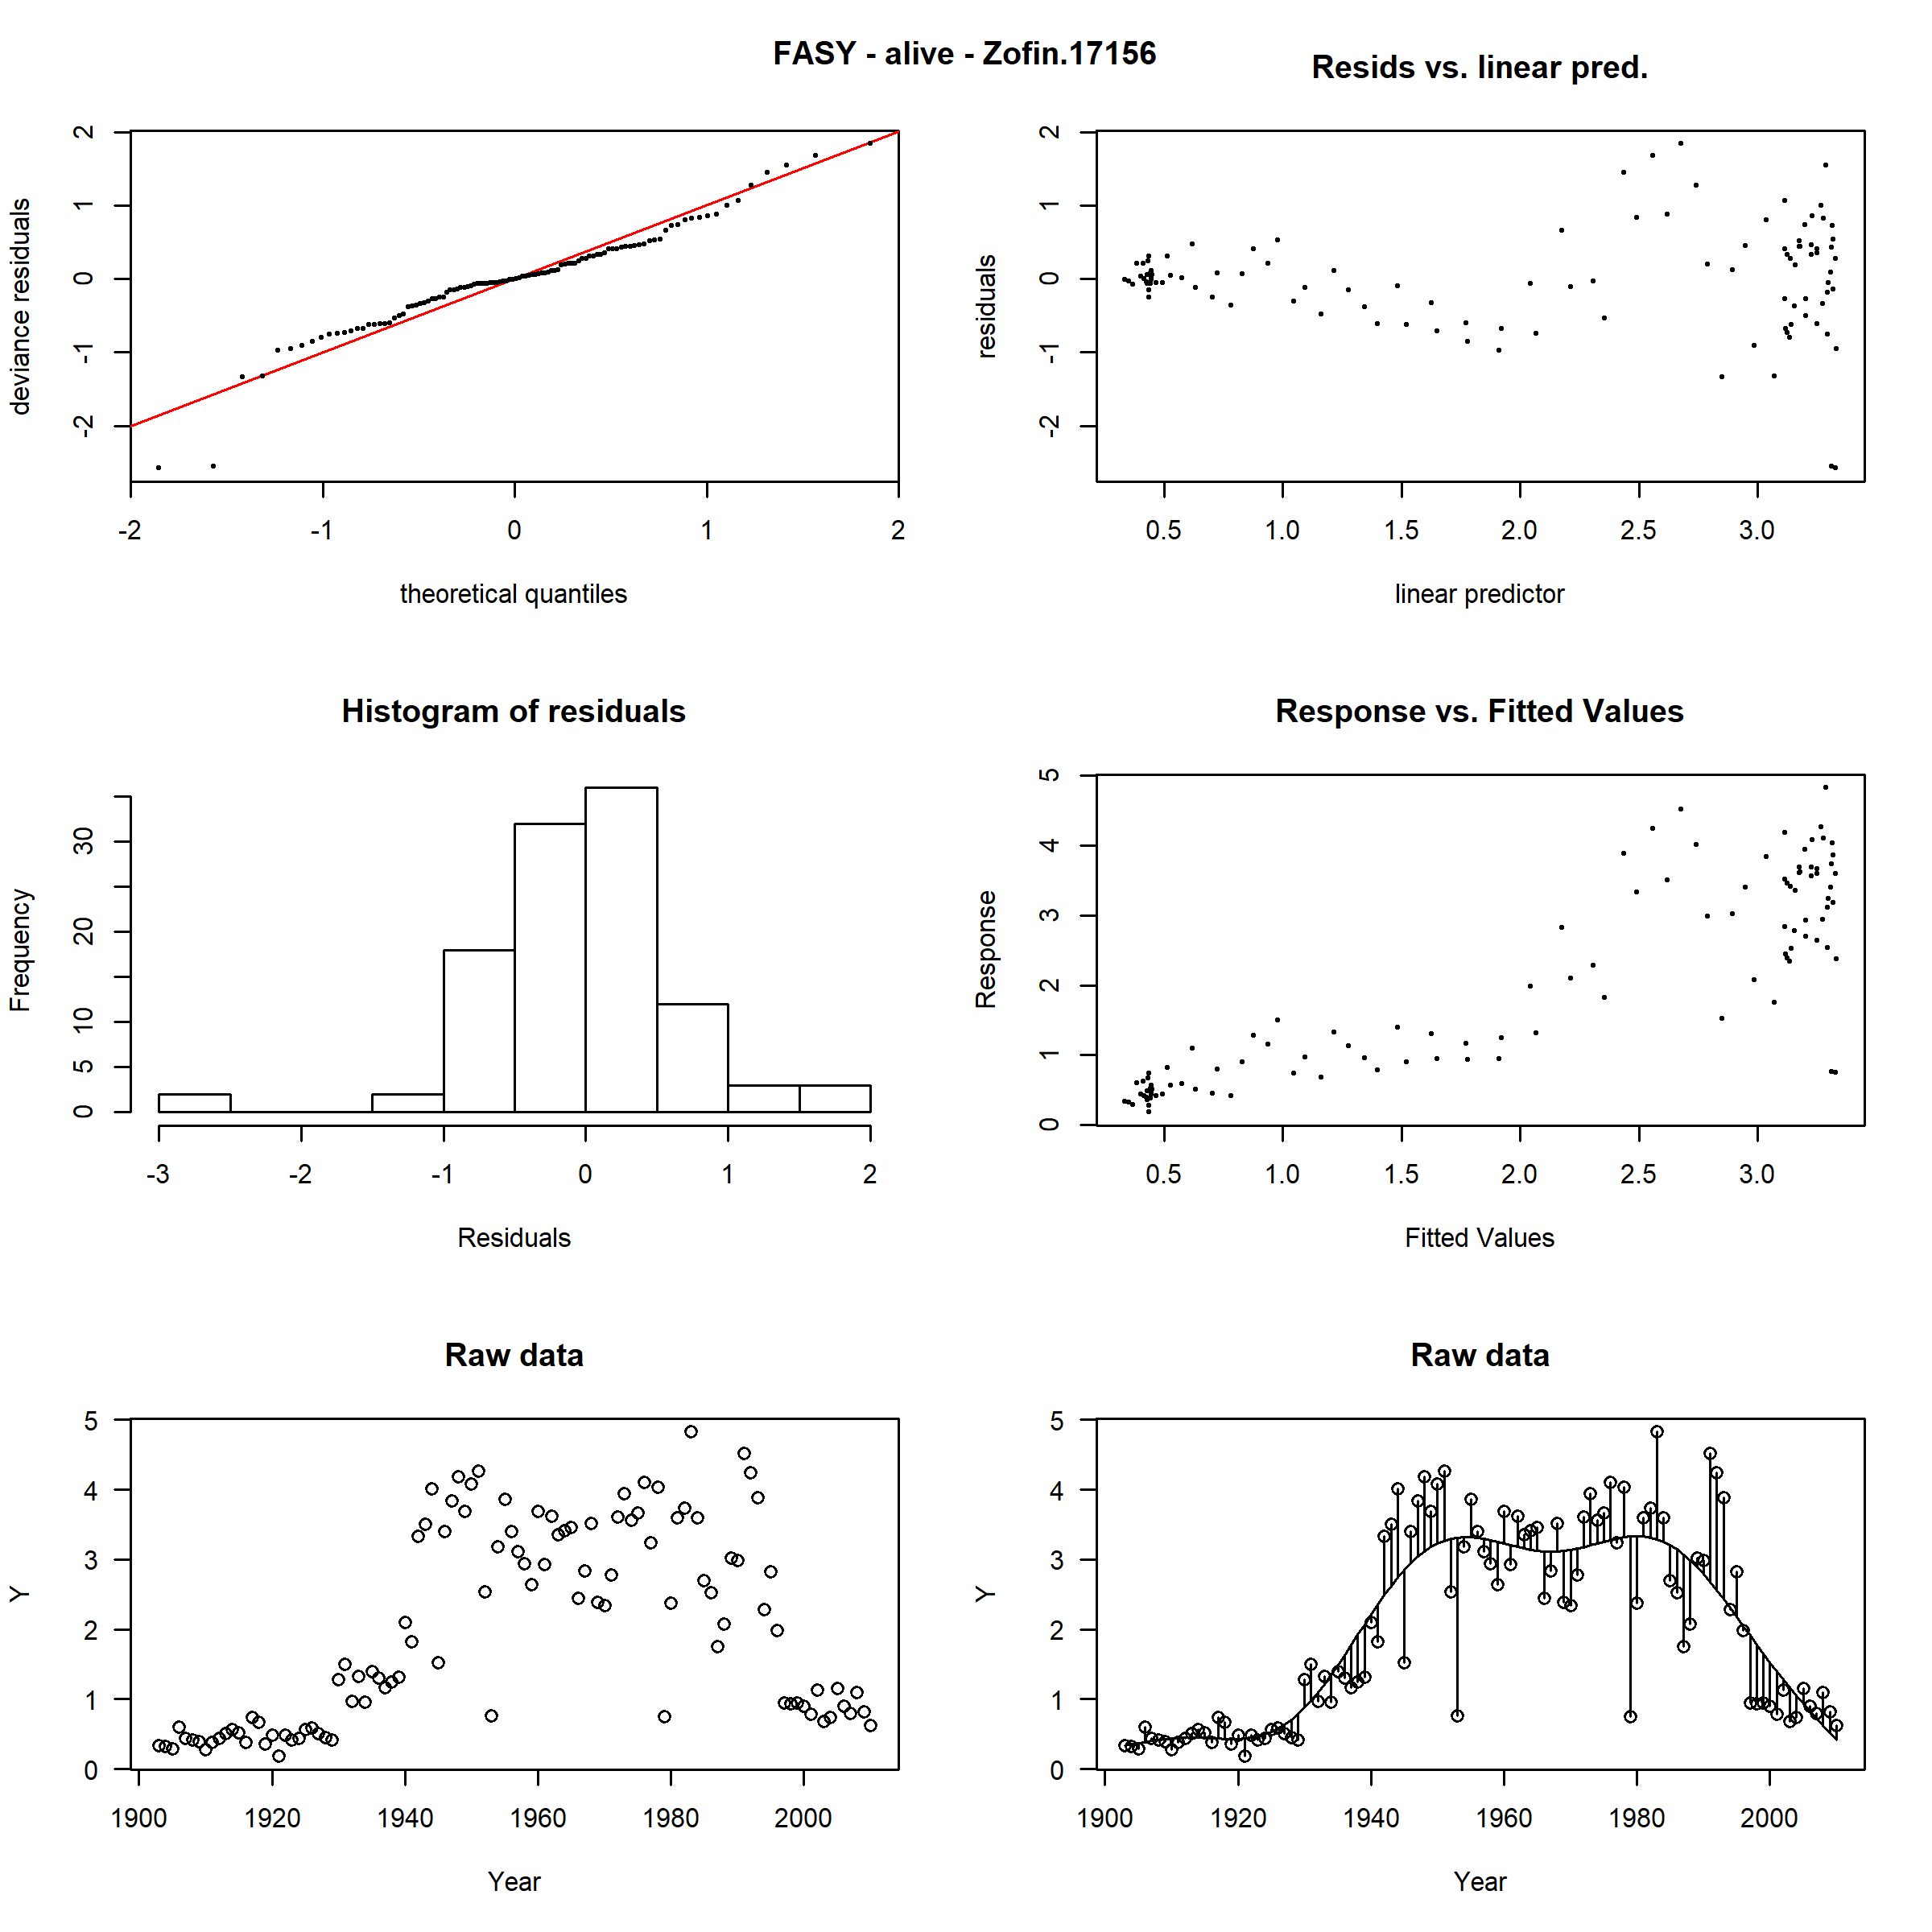 FASY - alive - Zofin.17156
Resids vs. linear pred.
deviance residuals
-2 -1 0 1 2
-2 -1 0 1 2
theoretical quantiles
residuals
-2 -1 0 1 2
0.5 1.0 1.5 2.0 2.5 3.0
linear predictor
Histogram of residuals
Frequency
0 5 10 20 30
-3 -2 -1 0 1 2
Residuals
Response vs. Fitted Values
Response
0 1 2 3 4 5
0.5 1.0 1.5 2.0 2.5 3.0
Fitted Values
Raw data
Y
0 1 2 3 4 5
1900 1920 1940 1960 1980 2000
Year
Raw data
Y
0 1 2 3 4 5
1900 1920 1940 1960 1980 2000
Year